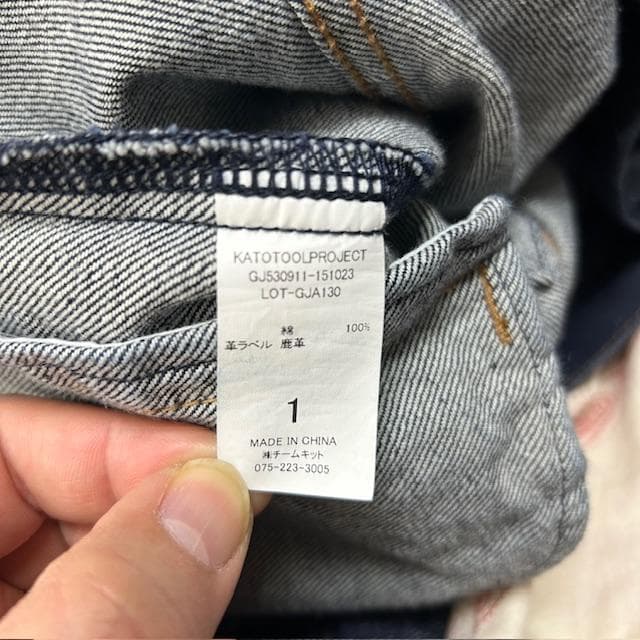 KATOTOOLPROJECT
GJ530911-151023
LOT-GJA130
綿 100%
革ラベル 鹿革
1
MADE IN CHINA
㈱チームキット
075-223-3005